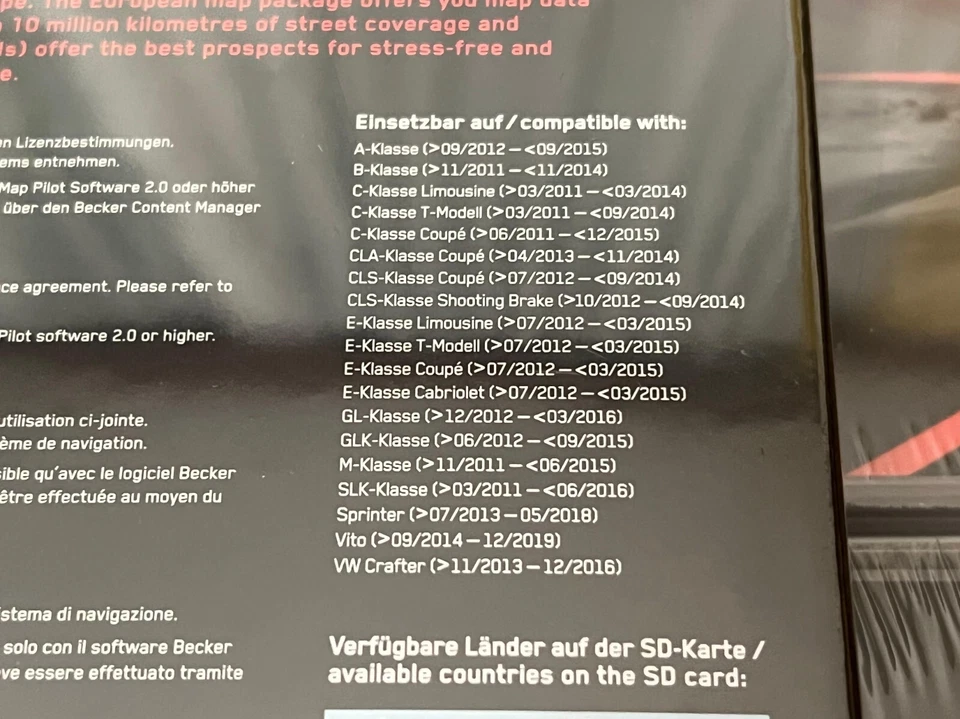 pe. The European map package offers you map data
10 million kilometres of street coverage and
ds) offer the best prospects for stress-free and
e.
en Lizenzbestimmungen.
ems entnehmen.
Map Pilot Software 2.0 oder höher
über den Becker Content Manager
ce agreement. Please refer to
Pilot software 2.0 or higher.
utilisation ci-jointe.
ème de navigation.
sible qu'avec le logiciel Becker
être effectuée au moyen du
stema di navigazione.
solo con il software Becker
ve essere effettuato tramite
Einsetzbar auf / compatible with:
A-Klasse (>09/2012 – <09/2015)
B-Klasse (>11/2011 – <11/2014)
C-Klasse Limousine (>03/2011 – <03/2014)
C-Klasse T-Modell (>03/2011 – <09/2014)
C-Klasse Coupé (>06/2011 – <12/2015)
CLA-Klasse Coupé (>04/2013 – <11/2014)
CLS-Klasse Coupé (>07/2012 – <09/2014)
CLS-Klasse Shooting Brake (>10/2012 – <09/2014)
E-Klasse Limousine (>07/2012 – <03/2015)
E-Klasse T-Modell (>07/2012 – <03/2015)
E-Klasse Coupé (>07/2012 – <03/2015)
E-Klasse Cabriolet (>07/2012 – <03/2015)
GL-Klasse (>12/2012 – <03/2016)
GLK-Klasse (>06/2012 – <09/2015)
M-Klasse (>11/2011 – <06/2015)
SLK-Klasse (>03/2011 – <06/2016)
Sprinter (>07/2013 – 05/2018)
Vito (>09/2014 – 12/2019)
VW Crafter (>11/2013 – 12/2016)
Verfügbare Länder auf der SD-Karte /
available countries on the SD card: